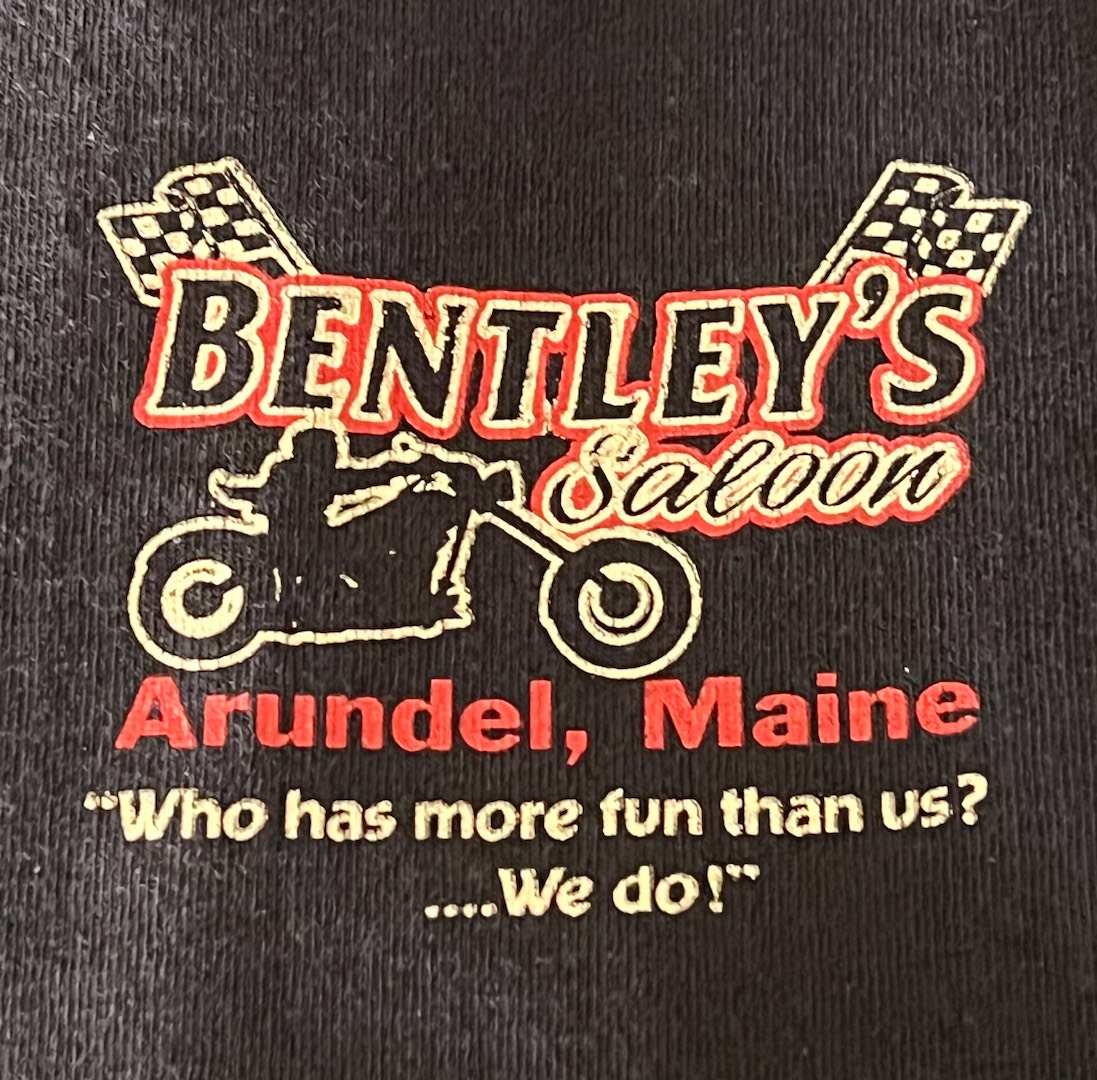 BENTLEY'S
Saloon
Arundel, Maine
"Who has more fun than us?
....We do!"